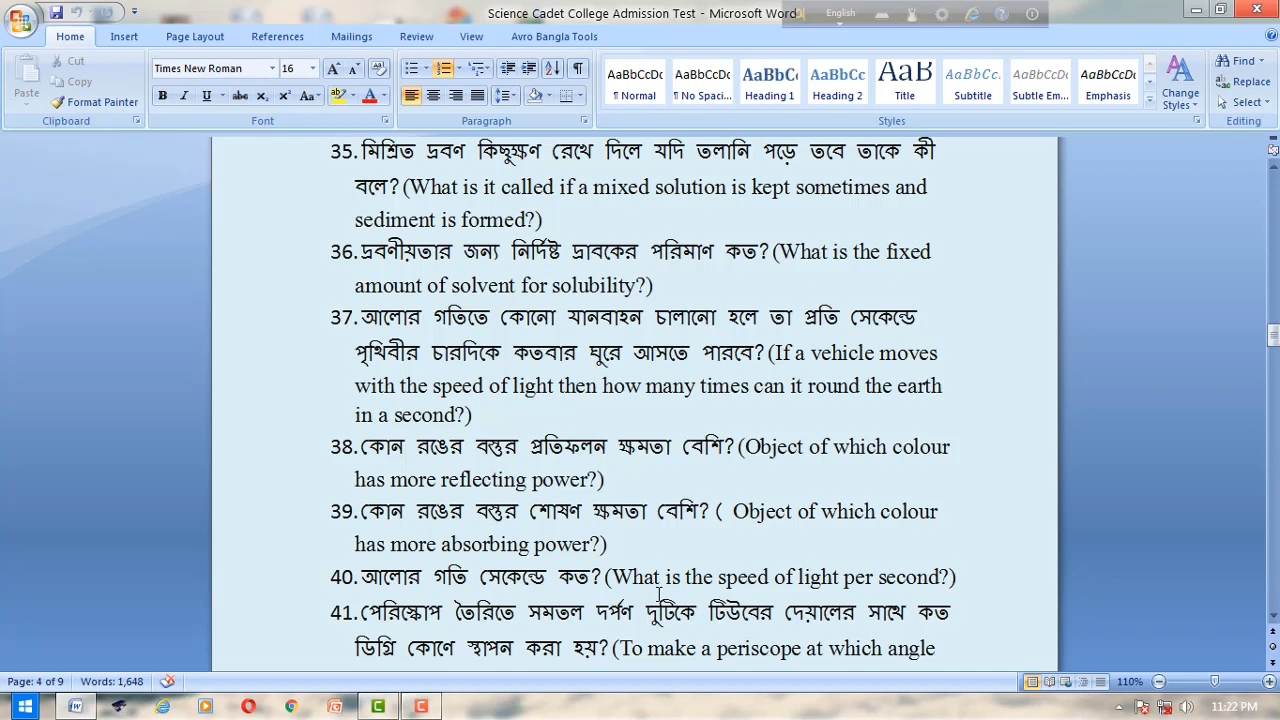 Science Cadet College Admission Test - Microsoft Word
English
Home Insert Page Layout References Mailings Review View Avro Bangla Tools
Cut
Copy
Paste
Format Painter
Times New Roman 16
Find
Replace
Select
Change Styles
AaBbCcDc AaBbCcDc AaBbC AaBbCc AaB AaBbCc. AaBbCcDc AaBbCcDc
¶ Normal ¶ No Spaci... Heading 1 Heading 2 Title Subtitle Subtle Em... Emphasis
Clipboard Font Paragraph Styles Editing
35.মিশ্রিত দ্রবণ কিছুক্ষণ রেখে দিলে যদি তলানি পড়ে তবে তাকে কী
বলে?(What is it called if a mixed solution is kept sometimes and
sediment is formed?)
36.দ্রবণীয়তার জন্য নির্দিষ্ট দ্রাবকের পরিমাণ কত?(What is the fixed
amount of solvent for solubility?)
37.আলোর গতিতে কোনো যানবাহন চালানো হলে তা প্রতি সেকেন্ডে
পৃথিবীর চারদিকে কতবার ঘুরে আসতে পারবে?(If a vehicle moves
with the speed of light then how many times can it round the earth
in a second?)
38.কোন রঙের বস্তুর প্রতিফলন ক্ষমতা বেশি?(Object of which colour
has more reflecting power?)
39.কোন রঙের বস্তুর শোষণ ক্ষমতা বেশি? ( Object of which colour
has more absorbing power?)
40.আলোর গতি সেকেন্ডে কত?(What is the speed of light per second?)
41.পেরিস্কোপ তৈরিতে সমতল দর্পণ দুটিকে টিউবের দেয়ালের সাথে কত
ডিগ্রি কোণে স্থাপন করা হয়?(To make a periscope at which angle
Page: 4 of 9 Words: 1,648 110%
11:22 PM